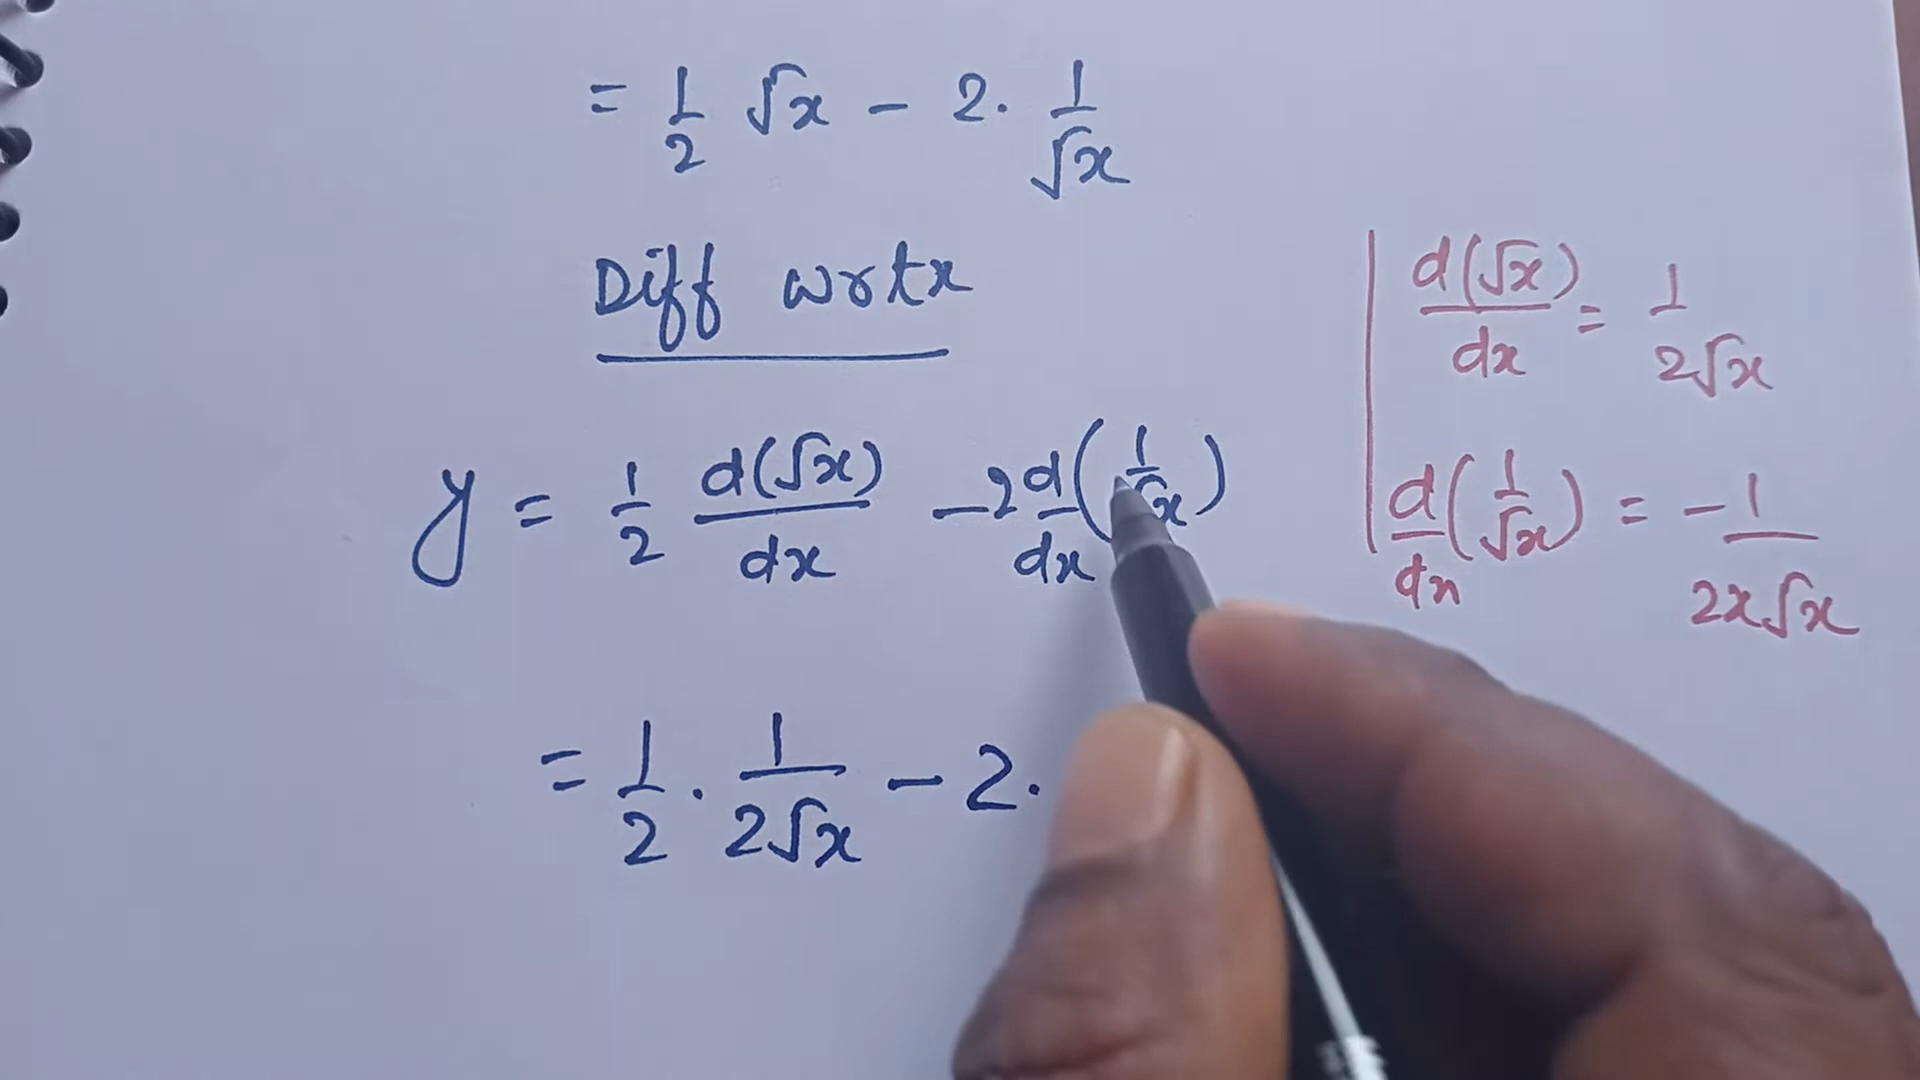 = 1/2 √x - 2. 1/√x
Diff wrtx
y = 1/2 d(√x)/dx - 2 d/dx (1/√x)
= 1/2 . 1/2√x - 2.
d(√x)/dx = 1/2√x
d/dx (1/√x) = -1/2x√x